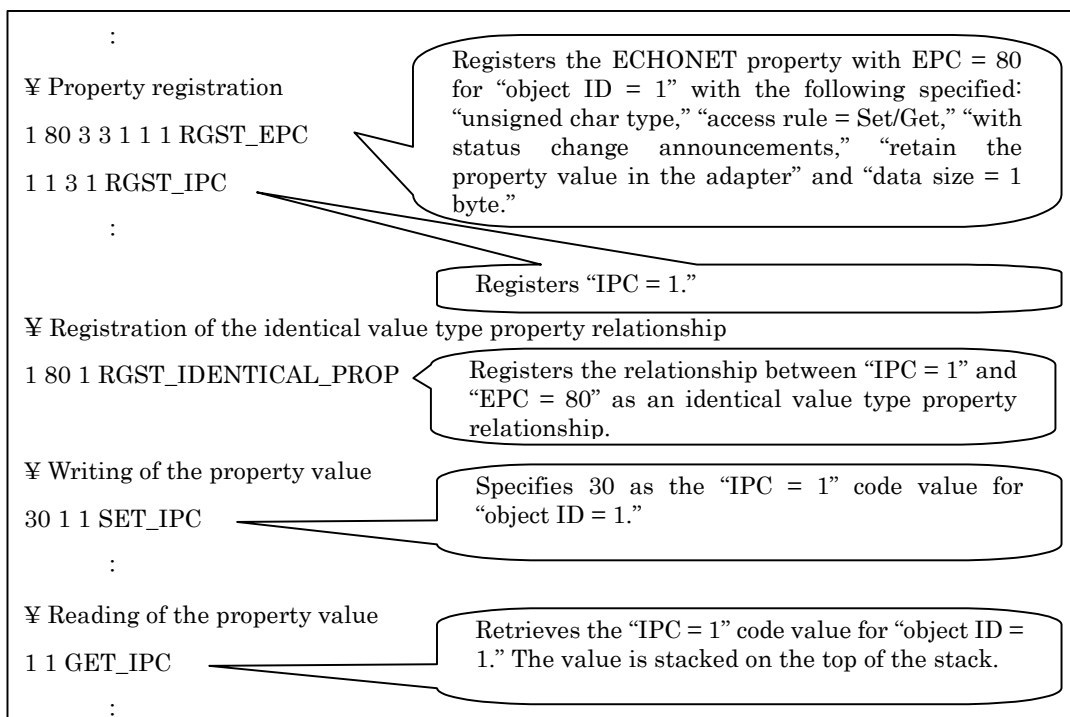 :
¥ Property registration
1 80 3 3 1 1 1 RGST_EPC
1 1 3 1 RGST_IPC
:
Registers the ECHONET property with EPC = 80
for “object ID = 1” with the following specified:
“unsigned char type,” “access rule = Set/Get,” “with
status change announcements,” “retain the
property value in the adapter” and “data size = 1
byte.”
Registers “IPC = 1.”
¥ Registration of the identical value type property relationship
1 80 1 RGST_IDENTICAL_PROP
Registers the relationship between “IPC = 1” and
“EPC = 80” as an identical value type property
relationship.
¥ Writing of the property value
30 1 1 SET_IPC
:
Specifies 30 as the “IPC = 1” code value for
“object ID = 1.”
¥ Reading of the property value
1 1 GET_IPC
:
Retrieves the “IPC = 1” code value for “object ID =
1.” The value is stacked on the top of the stack.